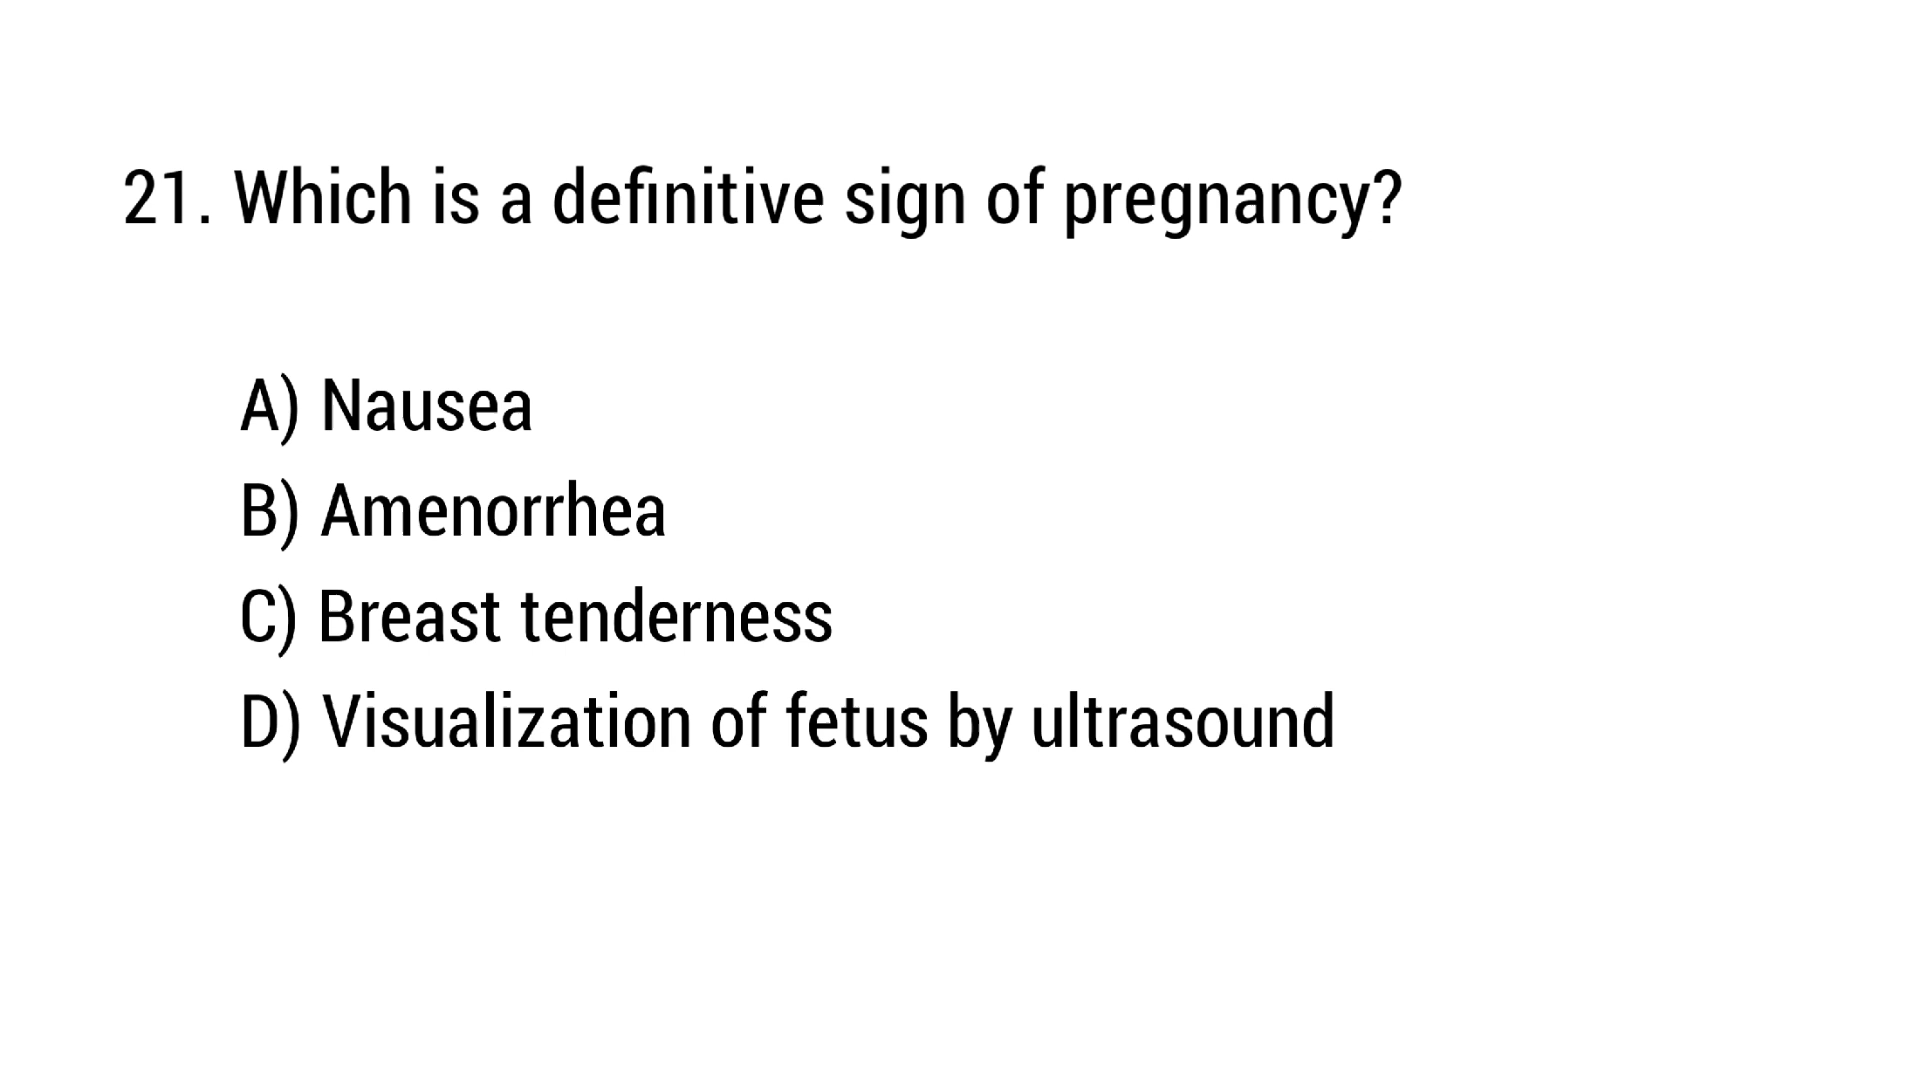 21. Which is a definitive sign of pregnancy?
A) Nausea
B) Amenorrhea
C) Breast tenderness
D) Visualization of fetus by ultrasound